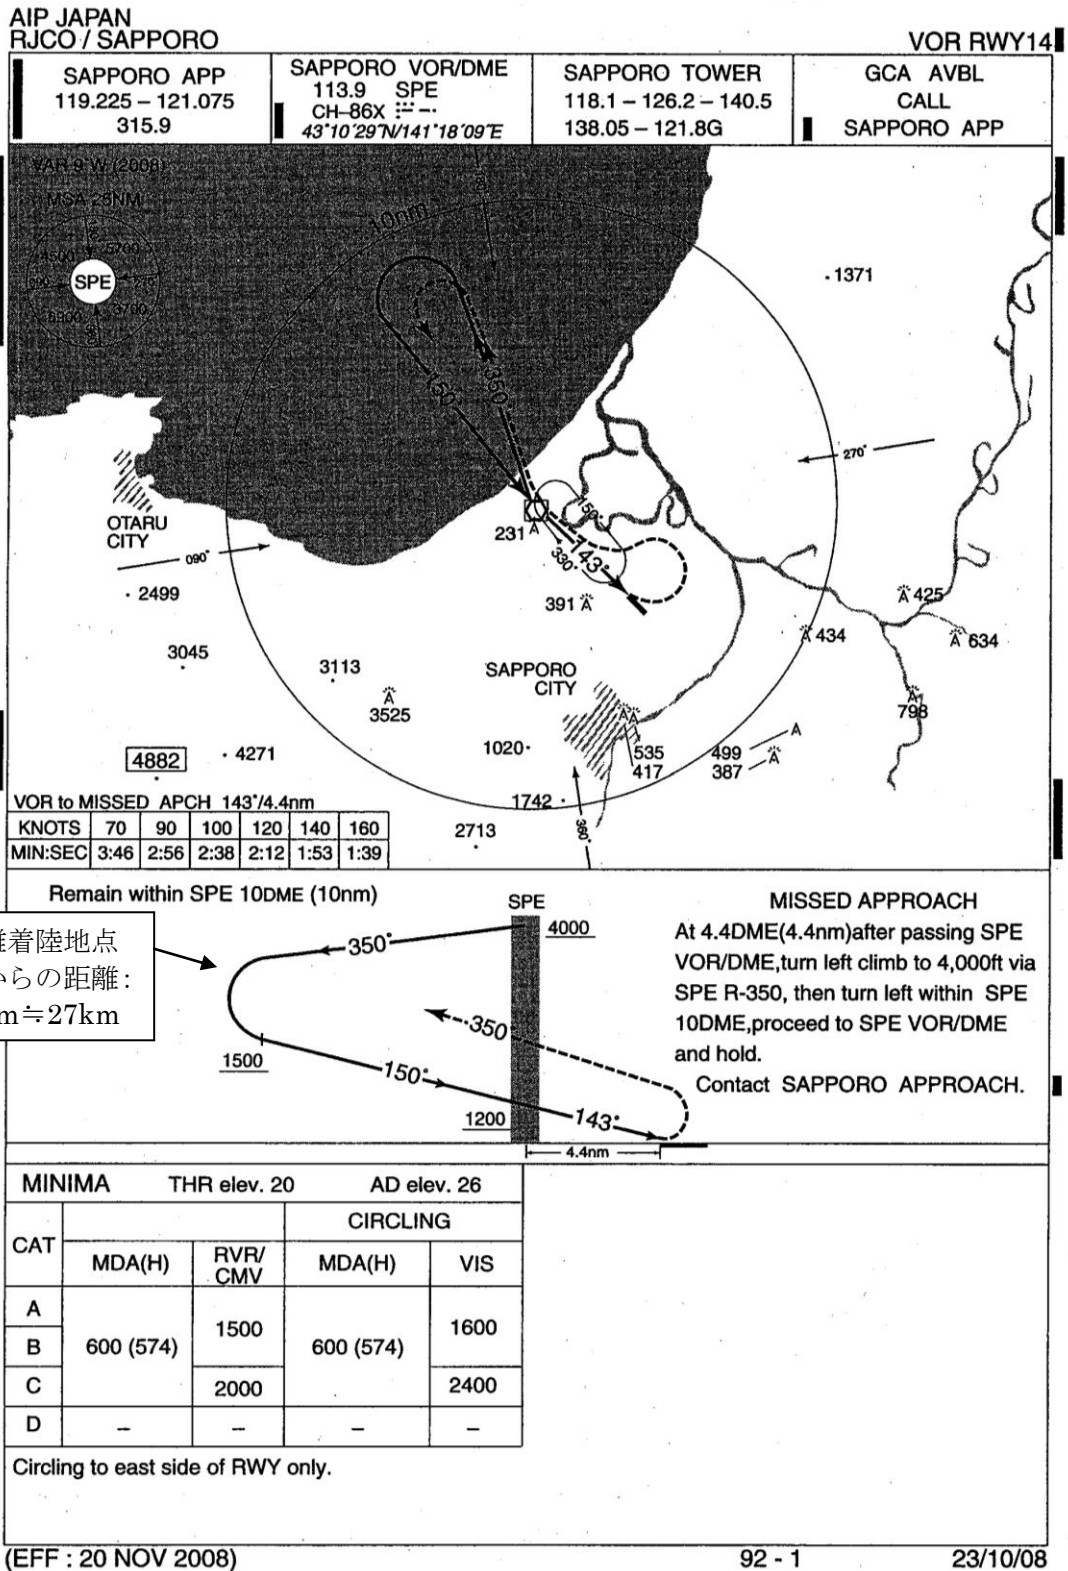 AIP JAPAN
RJCO / SAPPORO
VOR RWY14
SAPPORO APP
119.225 – 121.075
315.9
SAPPORO VOR/DME
113.9 SPE
CH–86X
43°10′29″N/141°18′09″E
SAPPORO TOWER
118.1 – 126.2 – 140.5
138.05 – 121.8G
GCA AVBL
CALL
SAPPORO APP
VAR 9°W (2008)
MSA 25NM
4500
5700
SPE
5300
3700
10nm
1371
150°
350°
270°
OTARU
CITY
090°
231
150°
330°
143°
391
2499
425
434
634
3045
3113
3525
SAPPORO
CITY
798
4882
4271
1020
535
417
499
387
1742
360°
2713
VOR to MISSED APCH 143°/4.4nm
KNOTS 70 90 100 120 140 160
MIN:SEC 3:46 2:56 2:38 2:12 1:53 1:39
Remain within SPE 10DME (10nm)
SPE
4000
350°
離着陸地点
からの距離:
m≒27km
350
1500
150°
1200
143°
4.4nm
MISSED APPROACH
At 4.4DME(4.4nm)after passing SPE
VOR/DME,turn left climb to 4,000ft via
SPE R-350, then turn left within SPE
10DME,proceed to SPE VOR/DME
and hold.
Contact SAPPORO APPROACH.
MINIMA THR elev. 20 AD elev. 26
CIRCLING
CAT MDA(H) RVR/CMV MDA(H) VIS
A
B 600 (574) 1500 600 (574) 1600
C 2000 2400
D – – – –
Circling to east side of RWY only.
(EFF : 20 NOV 2008)
92 - 1
23/10/08